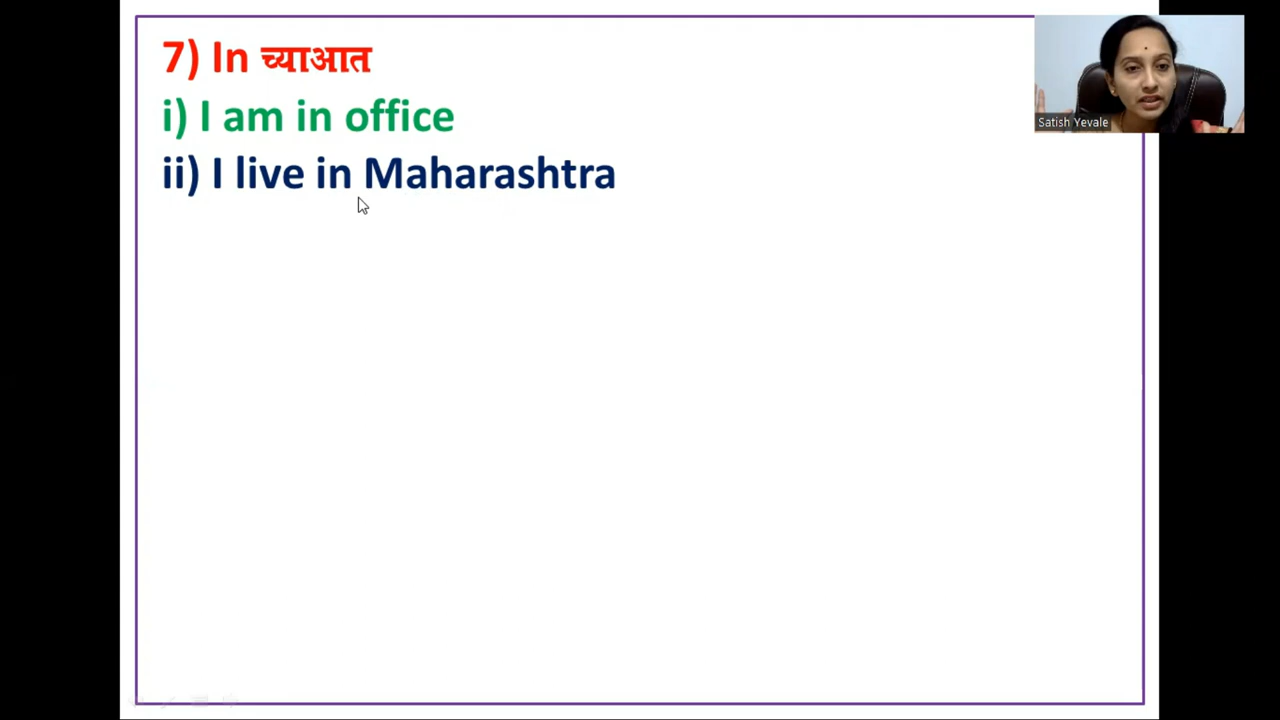 7) In च्याआत
i) I am in office
ii) I live in Maharashtra
Satish Yevale